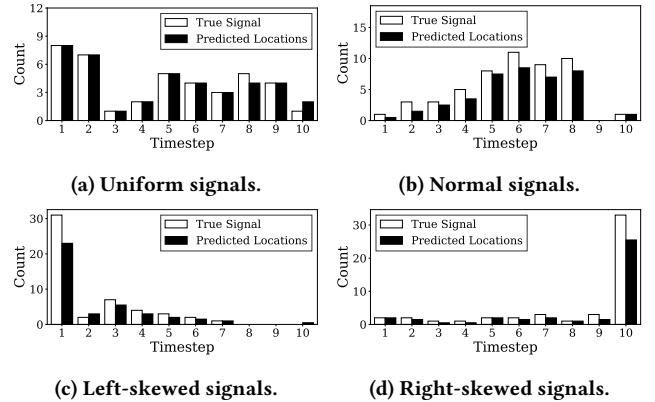 12
9
6
3
0
Count
True Signal
Predicted Locations
1 2 3 4 5 6 7 8 9 10
Timestep
(a) Uniform signals.
15
10
5
0
Count
True Signal
Predicted Locations
1 2 3 4 5 6 7 8 9 10
Timestep
(b) Normal signals.
30
20
10
0
Count
True Signal
Predicted Locations
1 2 3 4 5 6 7 8 9 10
Timestep
(c) Left-skewed signals.
30
20
10
0
Count
True Signal
Predicted Locations
1 2 3 4 5 6 7 8 9 10
Timestep
(d) Right-skewed signals.